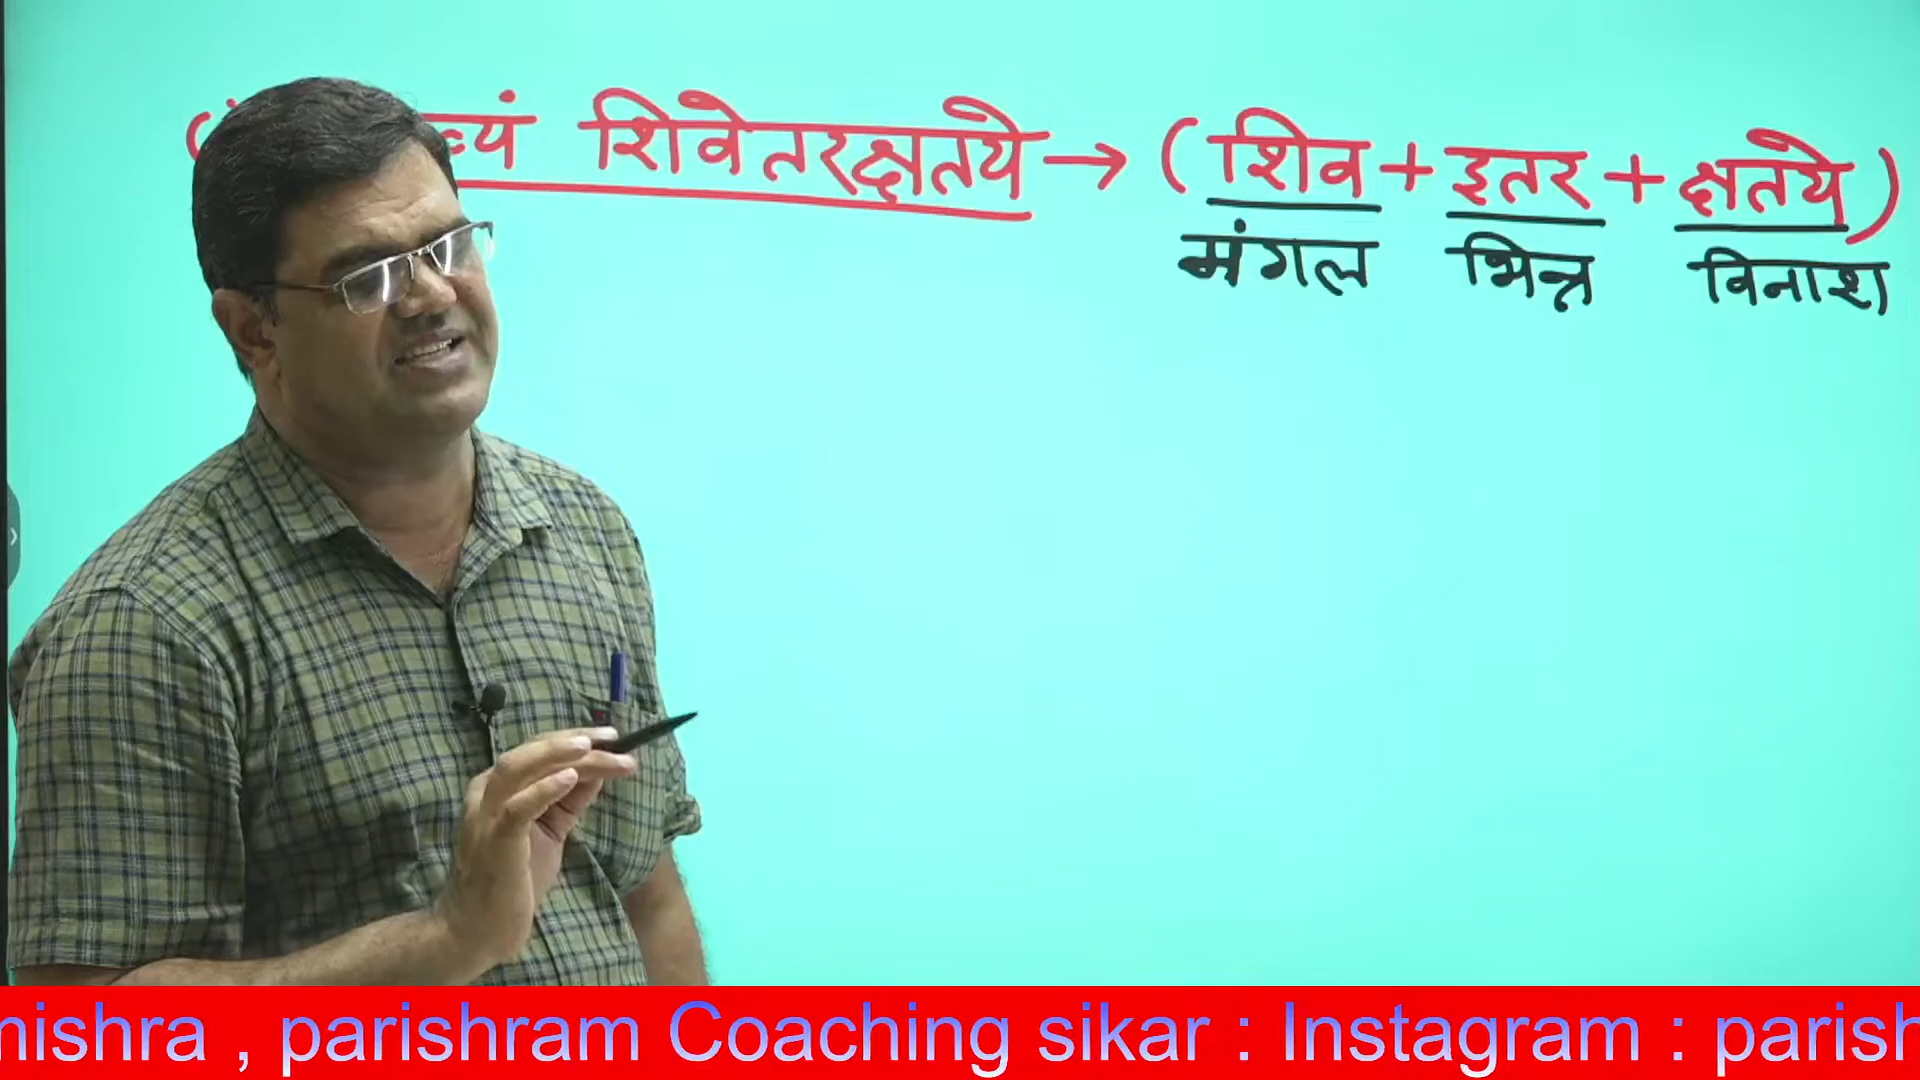 शिवेतरक्षतये → (शिव + इतर + क्षतये)
मंगल भिन्न विनाश
mishra , parishram Coaching sikar : Instagram : parish